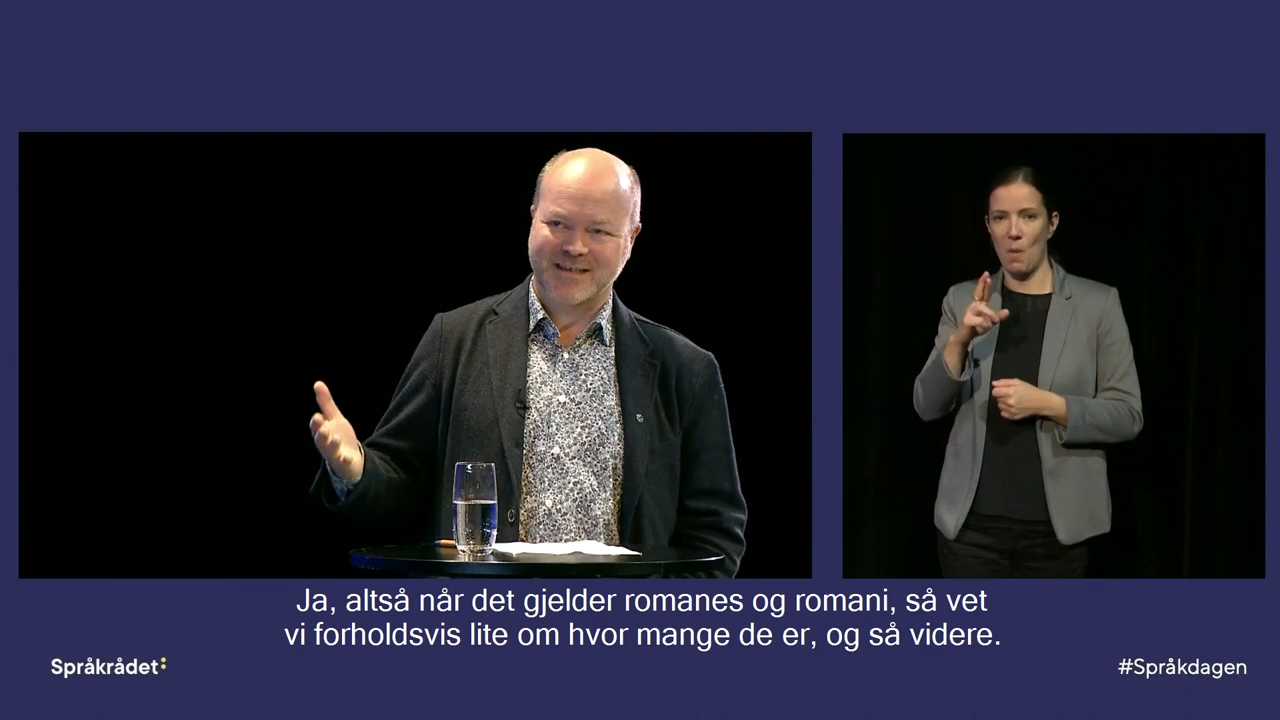 Ja, altså når det gjelder romanes og romani, så vet
vi forholdsvis lite om hvor mange de er, og så videre.
Språkrådet:
#Språkdagen